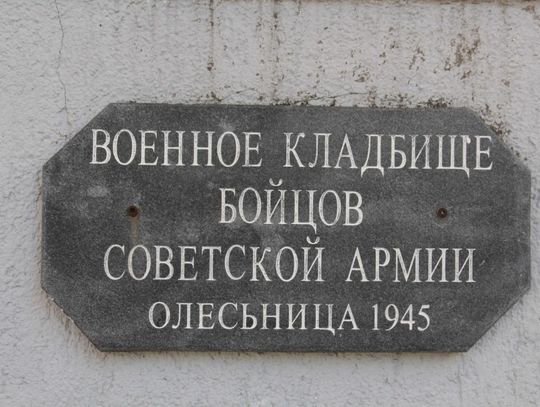 ВОЕННОЕ КЛАДБИЩЕ
БОЙЦОВ
СОВЕТСКОЙ АРМИИ
ОЛЕСЬНИЦА 1945